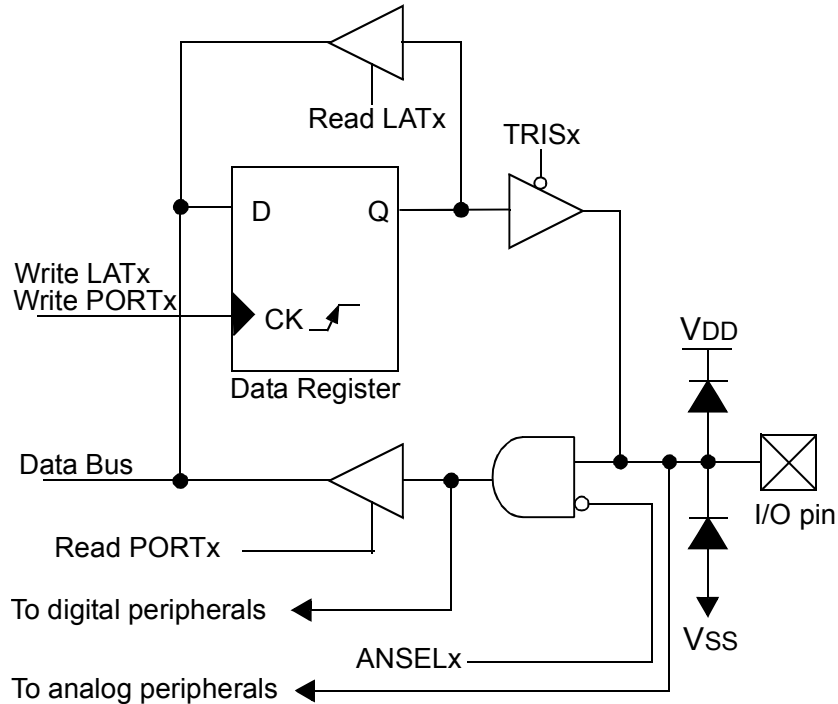 Read LATx
TRISx
D
Q
Write LATx
Write PORTx
CK
Data Register
VDD
Data Bus
I/O pin
Read PORTx
To digital peripherals
VSS
ANSELx
To analog peripherals